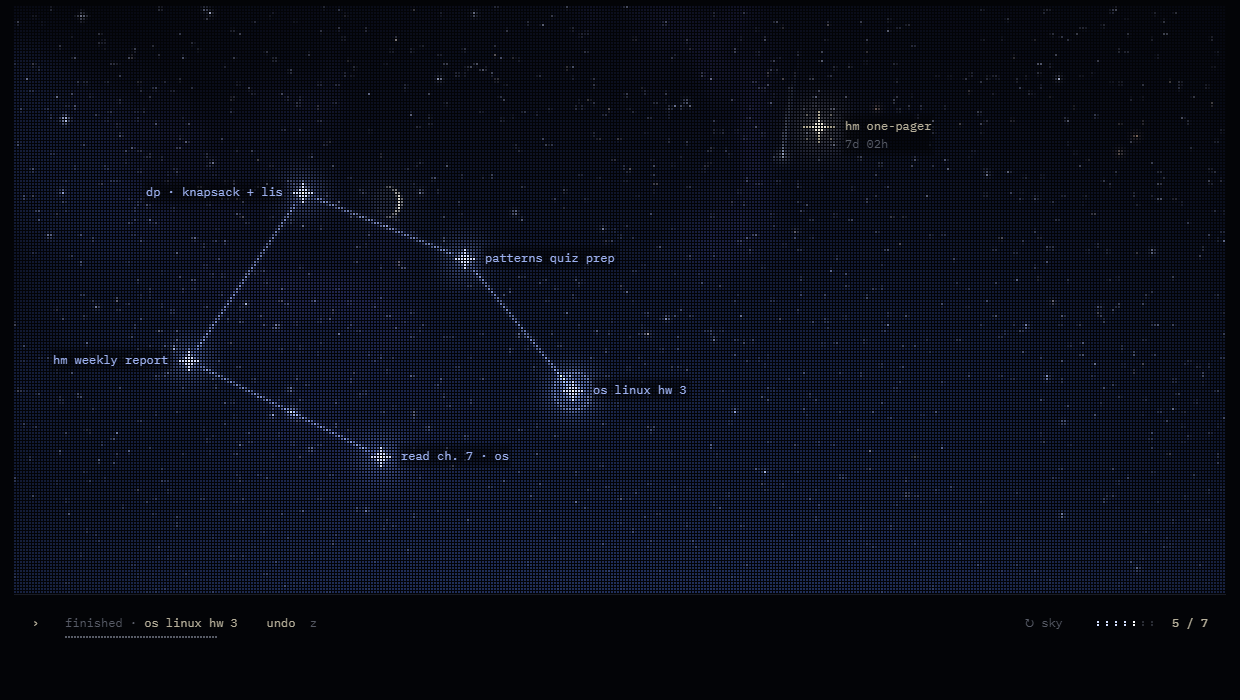 hm one-pager
7d 02h
dp · knapsack + lis
patterns quiz prep
hm weekly report
os linux hw 3
read ch. 7 · os
› finished · os linux hw 3 undo z ↻ sky 5 / 7